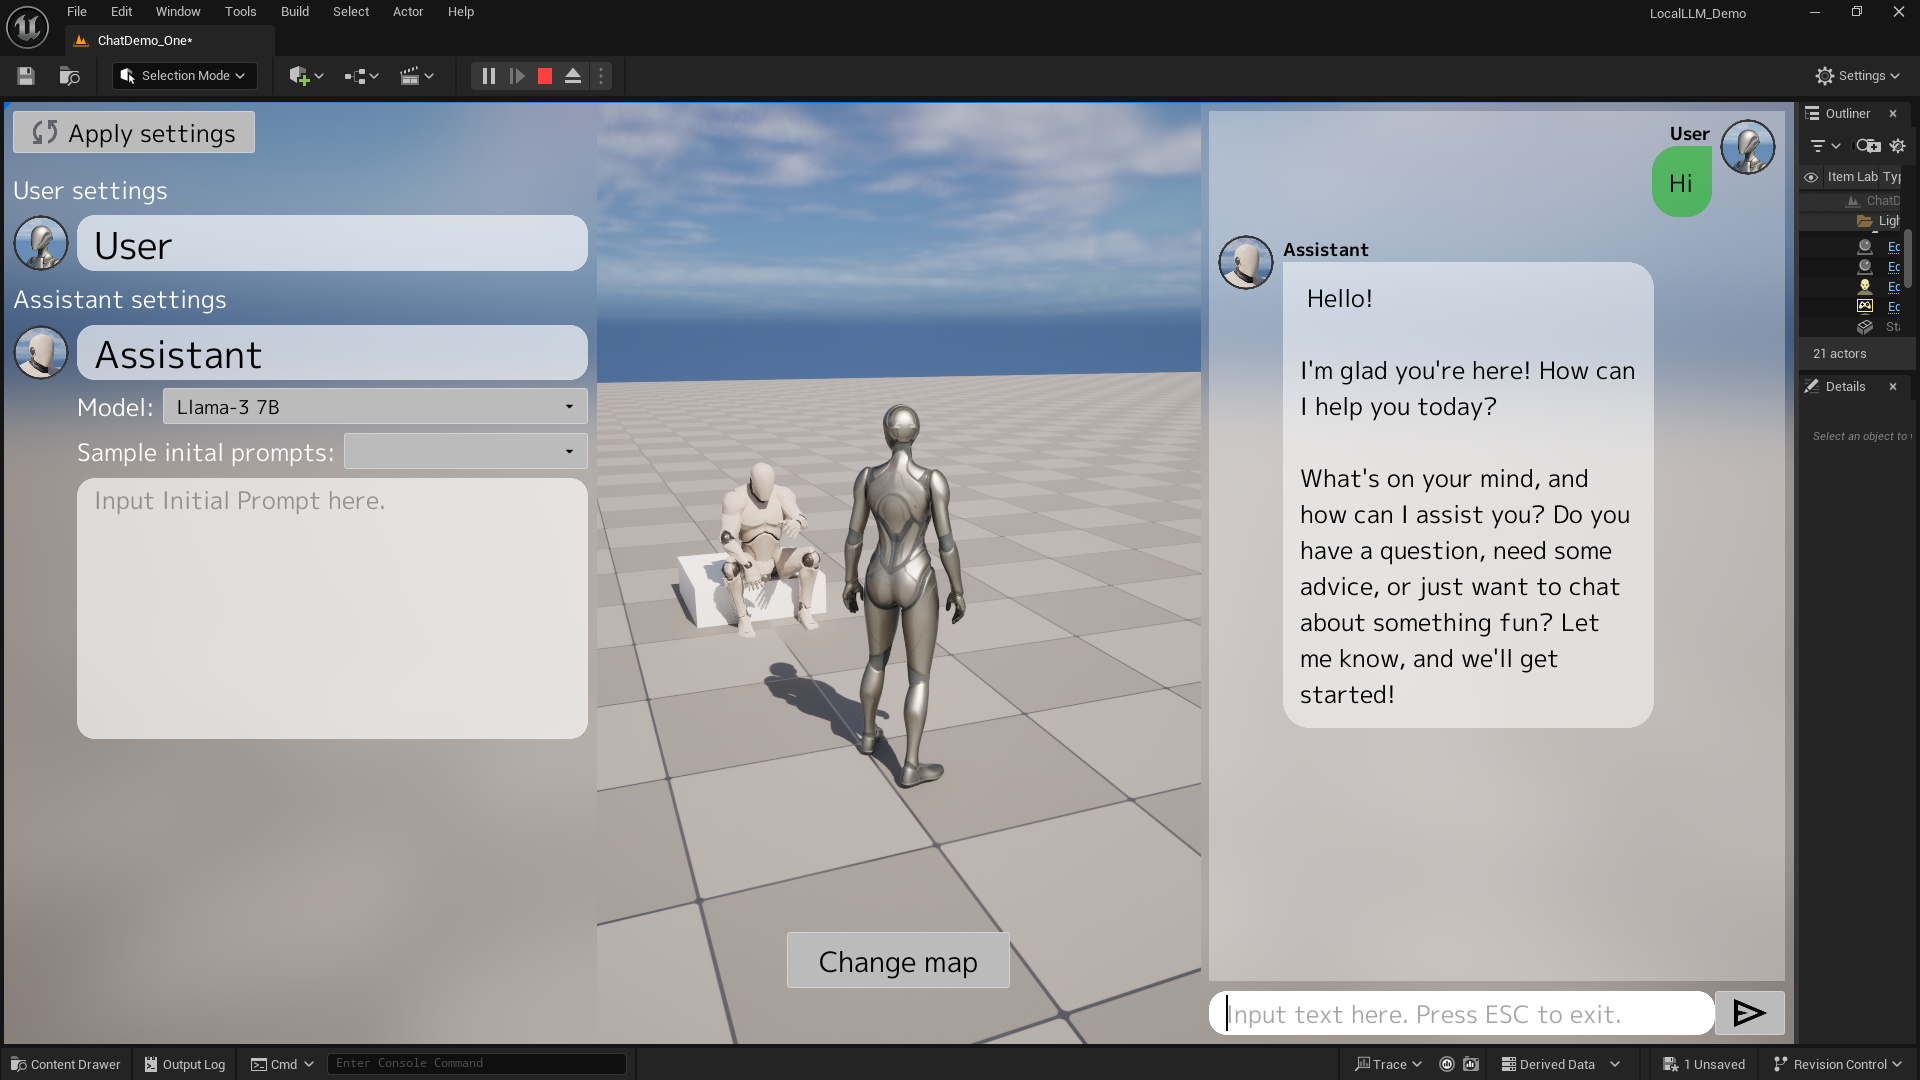 File Edit Window Tools Build Select Actor Help
LocalLLM_Demo
ChatDemo_One*
Selection Mode
Settings
Apply settings
User settings
User
Assistant settings
Assistant
Model: Llama-3 7B
Sample inital prompts:
Input Initial Prompt here.
Change map
User
Hi
Assistant
Hello!
I'm glad you're here! How can
I help you today?
What's on your mind, and
how can I assist you? Do you
have a question, need some
advice, or just want to chat
about something fun? Let
me know, and we'll get
started!
Input text here. Press ESC to exit.
Outliner
Item Lab Typ
ChatD
Ligh
Ed
Ed
Ed
Ed
Sta
21 actors
Details
Select an object to
Content Drawer Output Log Cmd Enter Console Command Trace Derived Data 1 Unsaved Revision Control